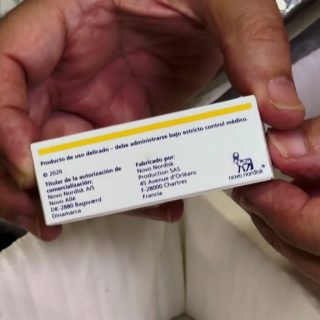 Producto de uso delicado - debe administrarse bajo estricto control médico.
© 2020
Titular de la autorización de
comercialización:
Novo Nordisk A/S
Novo Allé
DK-2880 Bagsværd
Dinamarca
Fabricado por:
Novo Nordisk
Production SAS
45 Avenue d'Orléans
F-28000 Chartres
Francia
novo nordisk®